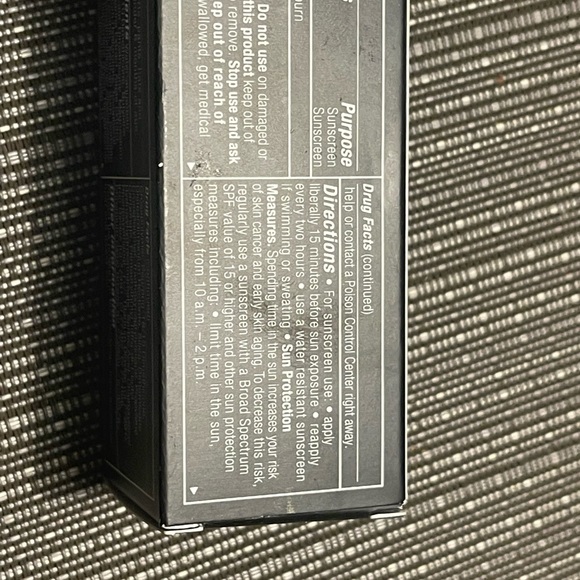 burn
Purpose
Sunscreen
Sunscreen
Do not use on damaged or
this product keep out of
remove. Stop use and ask
ep out of reach of
wallowed, get medical
Drug Facts (continued)
help or contact a Poison Control Center right away.
Directions • For sunscreen use: • apply
liberally 15 minutes before sun exposure • reapply
every two hours • use a water resistant sunscreen
if swimming or sweating • Sun Protection
Measures. Spending time in the sun increases your risk
of skin cancer and early skin aging. To decrease this risk,
regularly use a sunscreen with a Broad Spectrum
SPF value of 15 or higher and other sun protection
measures including: • limit time in the sun,
especially from 10 a.m. – 2 p.m.